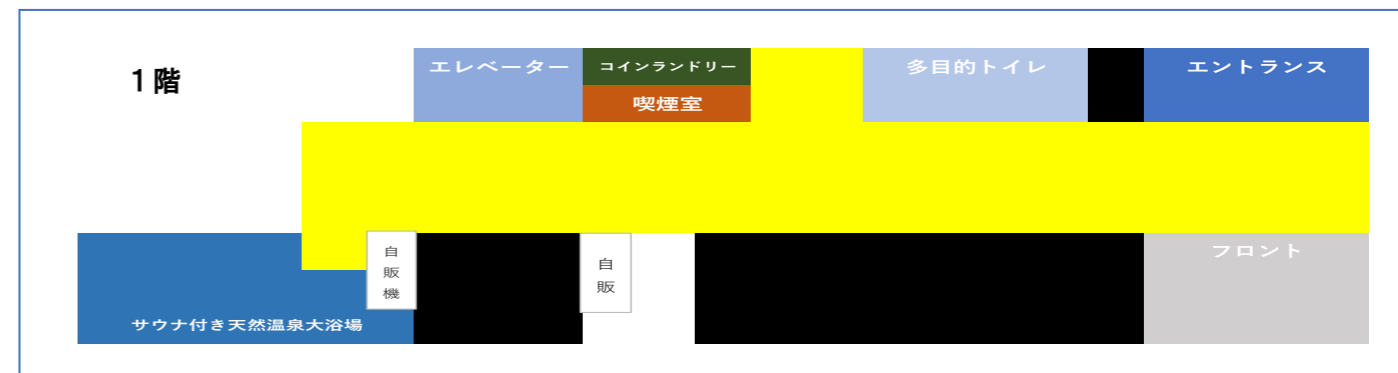 1階
エレベーター
コインランドリー
喫煙室
多目的トイレ
エントランス
自
販
機
自
販
フロント
サウナ付き天然温泉大浴場